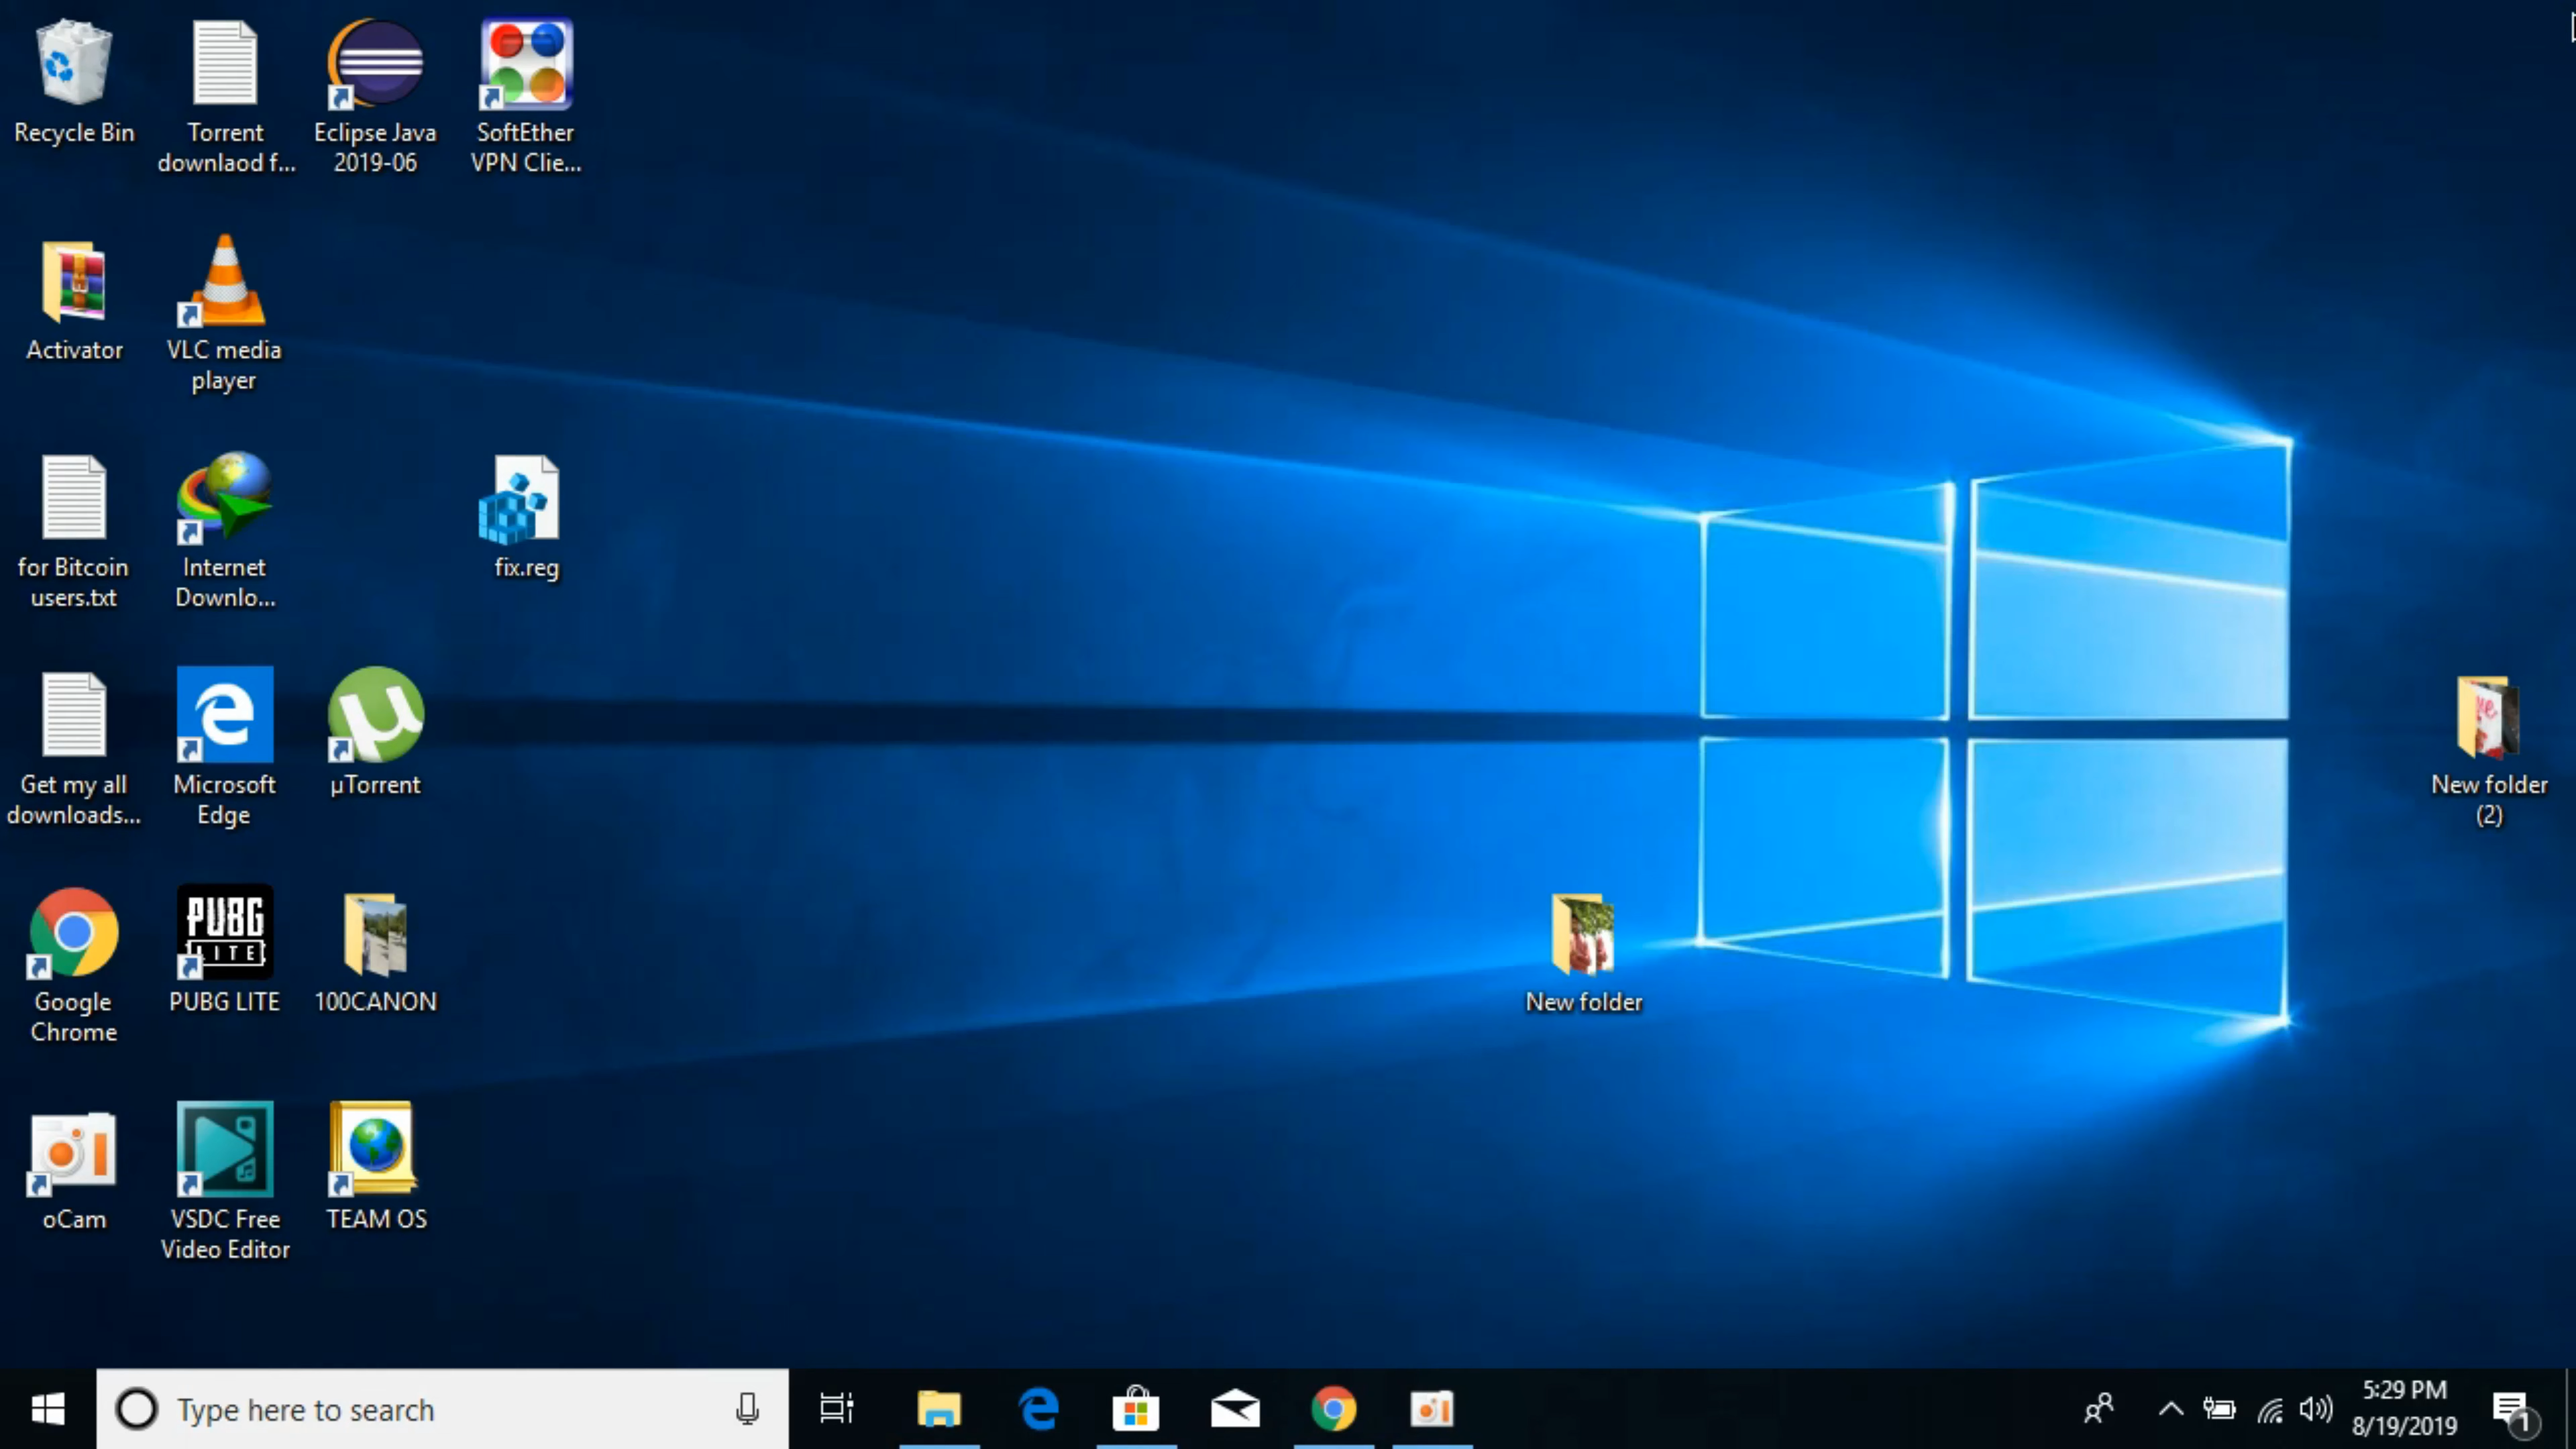 Recycle Bin
Torrent
downlaod f...
Eclipse Java
2019-06
SoftEther
VPN Clie...
Activator
VLC media
player
for Bitcoin
users.txt
Internet
Downlo...
fix.reg
Get my all
downloads...
Microsoft
Edge
µTorrent
New folder
(2)
Google
Chrome
PUBG
LITE
PUBG LITE
100CANON
New folder
oCam
VSDC Free
Video Editor
TEAM OS
Type here to search
5:29 PM
8/19/2019
1